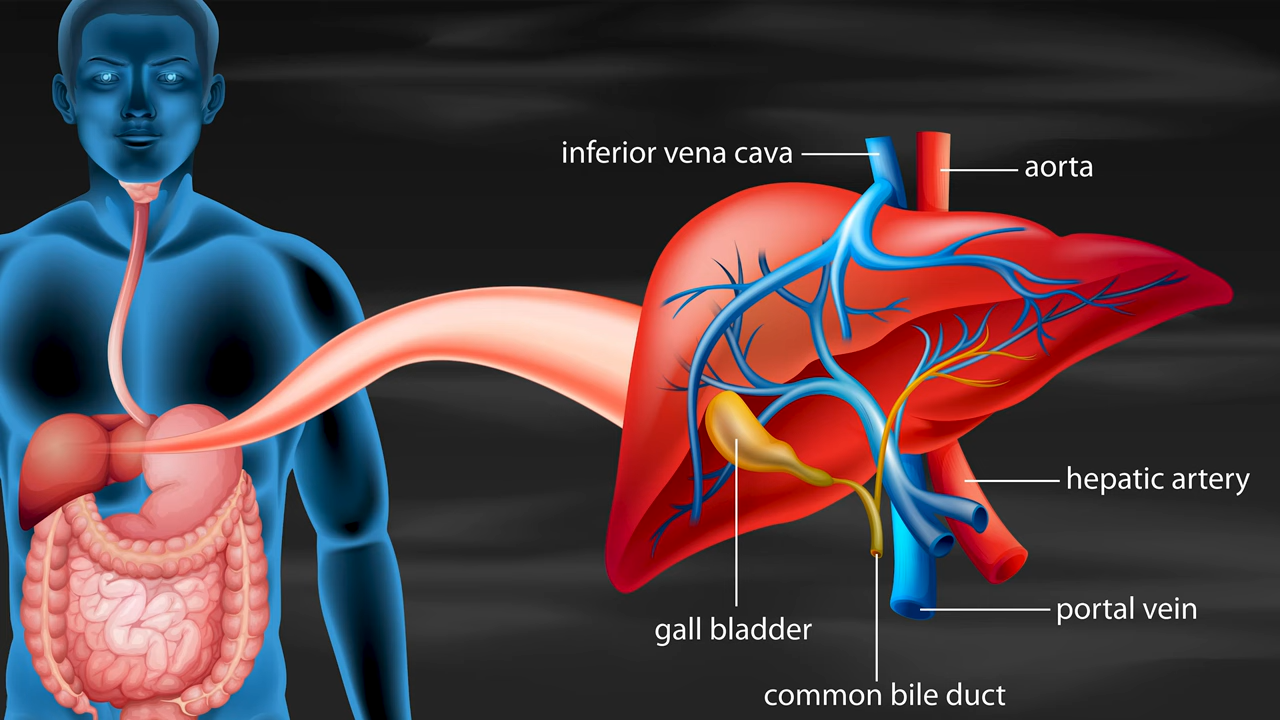 inferior vena cava
aorta
hepatic artery
portal vein
gall bladder
common bile duct